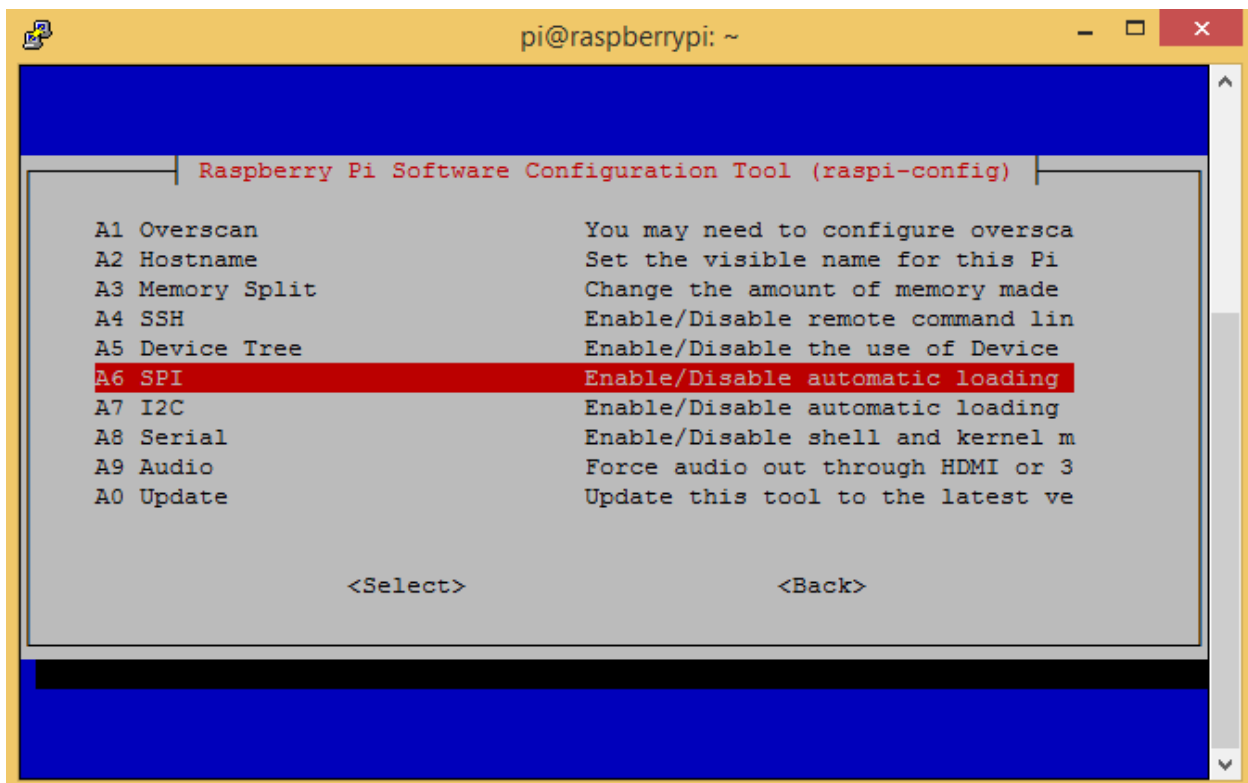 pi@raspberrypi: ~
Raspberry Pi Software Configuration Tool (raspi-config)
A1 Overscan You may need to configure oversca
A2 Hostname Set the visible name for this Pi
A3 Memory Split Change the amount of memory made
A4 SSH Enable/Disable remote command lin
A5 Device Tree Enable/Disable the use of Device
A6 SPI Enable/Disable automatic loading
A7 I2C Enable/Disable automatic loading
A8 Serial Enable/Disable shell and kernel m
A9 Audio Force audio out through HDMI or 3
A0 Update Update this tool to the latest ve
<Select> <Back>